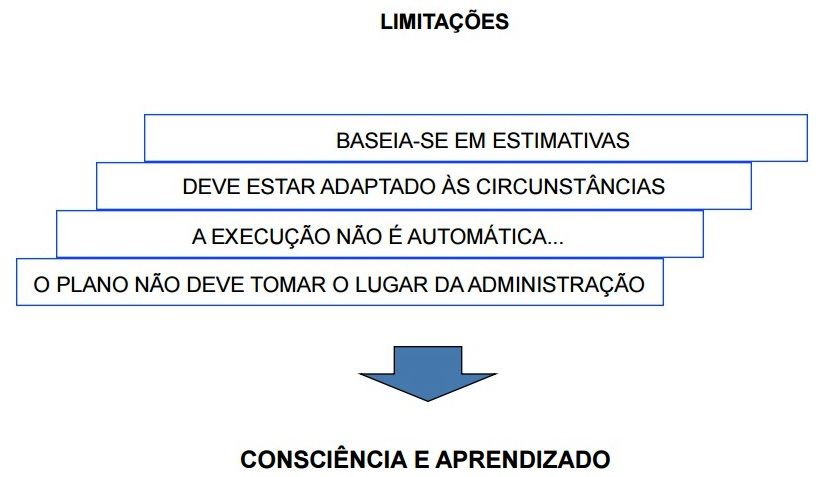 LIMITAÇÕES
BASEIA-SE EM ESTIMATIVAS
DEVE ESTAR ADAPTADO ÀS CIRCUNSTÂNCIAS
A EXECUÇÃO NÃO É AUTOMÁTICA...
O PLANO NÃO DEVE TOMAR O LUGAR DA ADMINISTRAÇÃO
CONSCIÊNCIA E APRENDIZADO